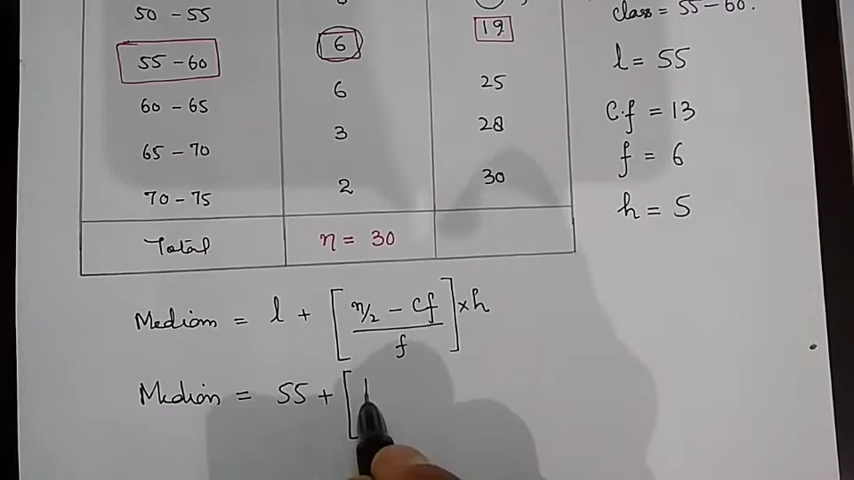 50 - 55
55 - 60 6 19
60 - 65 6 25
65 - 70 3 28
70 - 75 2 30
Total n = 30
class = 55 - 60.
l = 55
C.f = 13
f = 6
h = 5
Median = l + [ n/2 - Cf / f ] × h
Median = 55 + [ 1